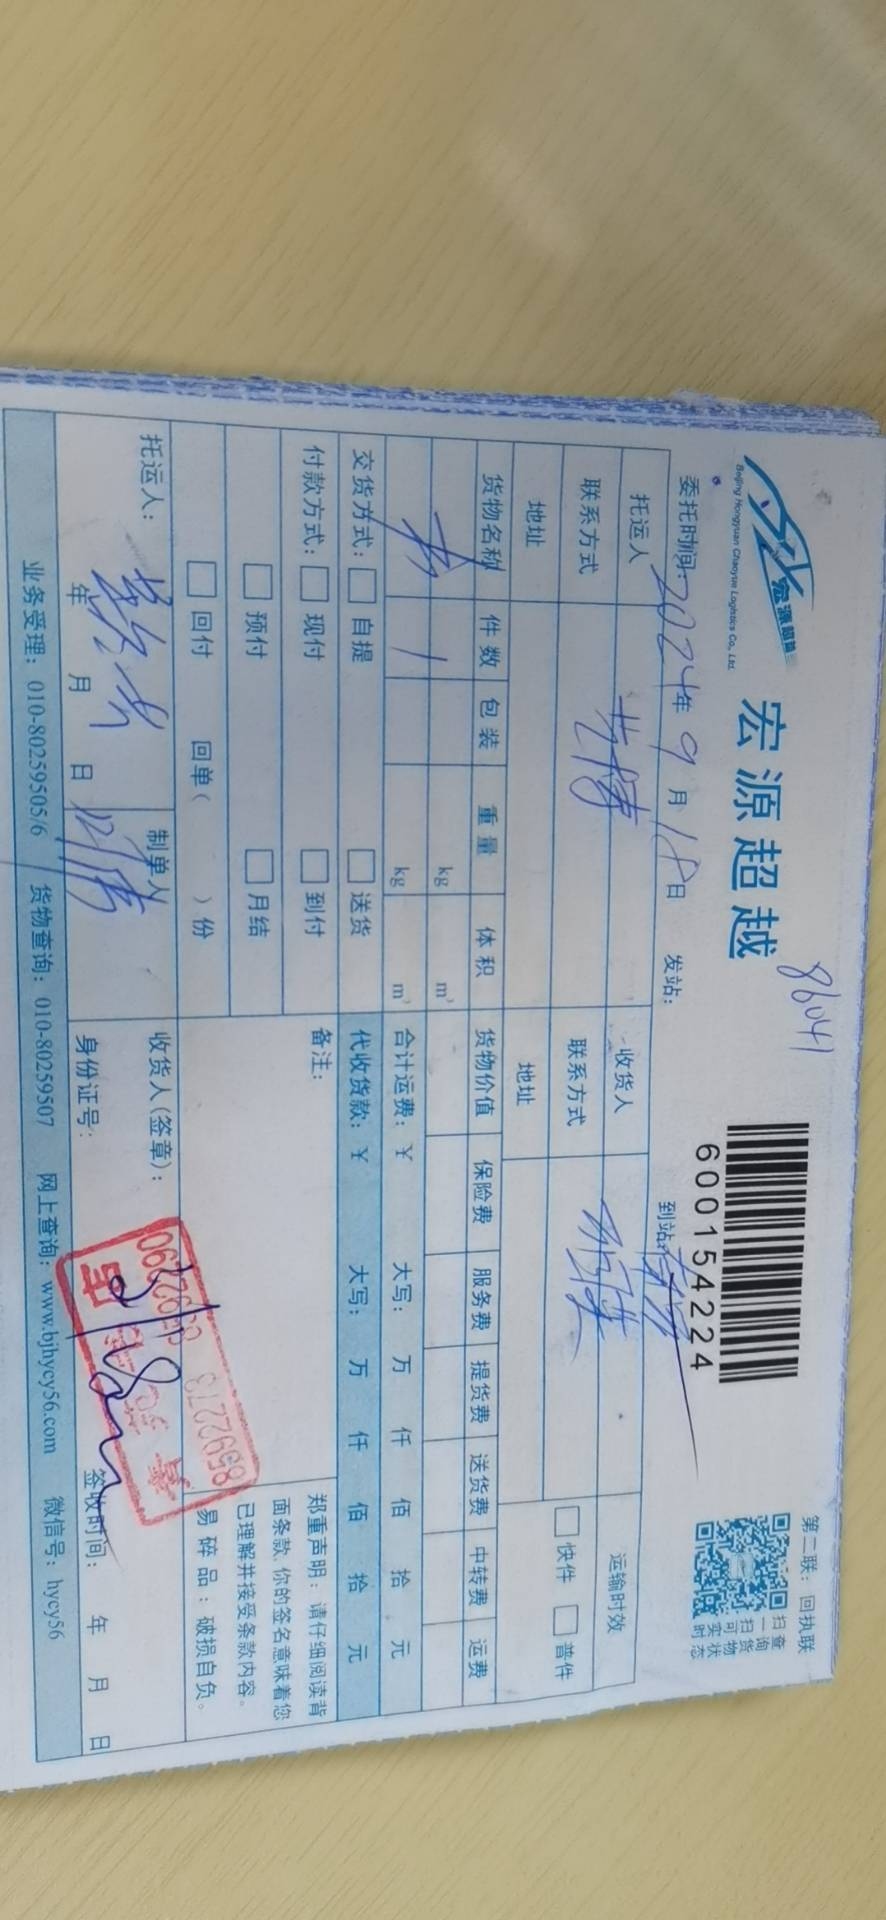 宏源超越
Beijing Hongyuan Chaoyue Logistics Co., Ltd.
宏源超越
86041
600154224
第二联：回执联
扫一扫可实时
查询货物状态
委托时间：2024年9月18日 发站： 到站：
托运人 收货人 运输时效
联系方式 联系方式 快件 普件
地址 地址
货物名称 件数 包装 重量 体积 货物价值 保险费 服务费 提货费 送货费 中转费 运费
1 kg m³
kg m³ 合计运费：¥ 大写： 万 仟 佰 拾 元
交货方式： 自提 送货 代收货款：¥ 大写： 万 仟 佰 拾 元
付款方式： 现付 到付 备注：
预付 月结
回付 回单（ ）份
郑重声明：请仔细阅读背
面条款，你的签名意味着您
已理解并接受条款内容。
易碎品：破损自负。
托运人： 年 月 日 制单人
收货人（签章）：
身份证号： 签收时间： 年 月 日
85922273
店
业务受理：010-80259505/6 货物查询：010-80259507 网上查询：www.bjhycy56.com 微信号：hycy56